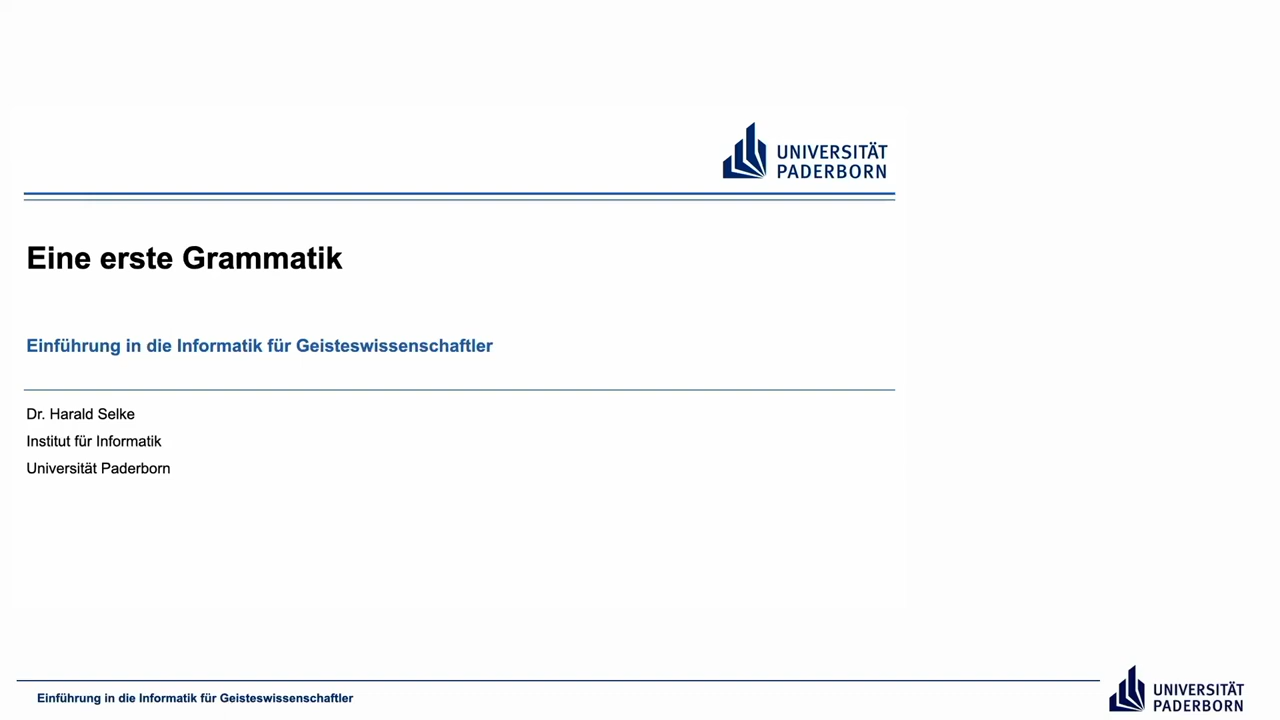 UNIVERSITÄT
PADERBORN
Eine erste Grammatik
Einführung in die Informatik für Geisteswissenschaftler
Dr. Harald Selke
Institut für Informatik
Universität Paderborn
Einführung in die Informatik für Geisteswissenschaftler
UNIVERSITÄT
PADERBORN